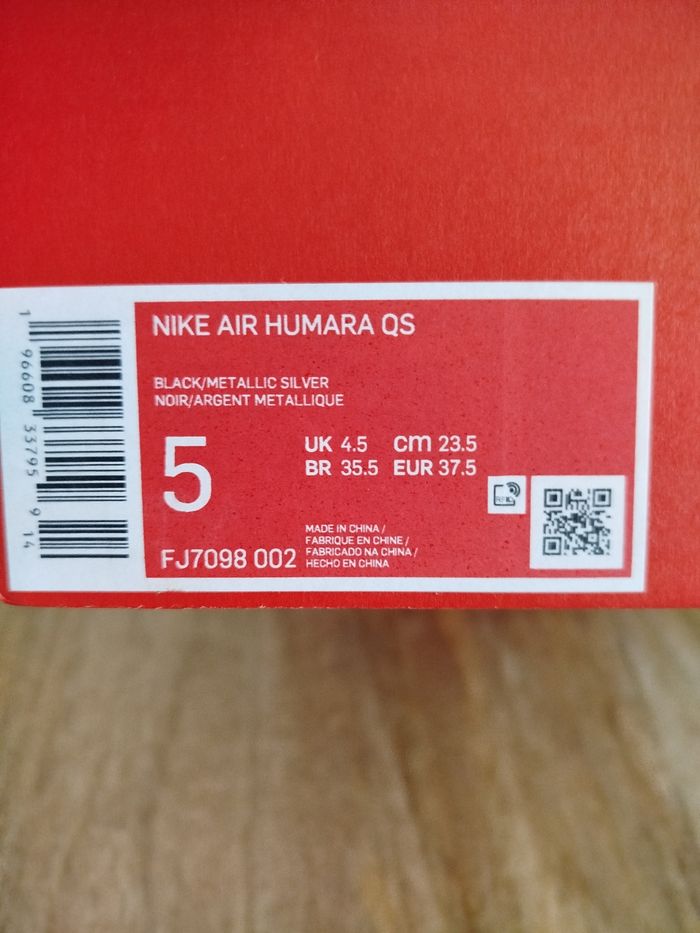 NIKE AIR HUMARA QS
BLACK/METALLIC SILVER
NOIR/ARGENT METALLIQUE
5
UK 4.5 cm 23.5
BR 35.5 EUR 37.5
FJ7098 002
MADE IN CHINA /
FABRIQUE EN CHINE /
FABRICADO NA CHINA /
HECHO EN CHINA
RFID
1 96608 33795 9 14